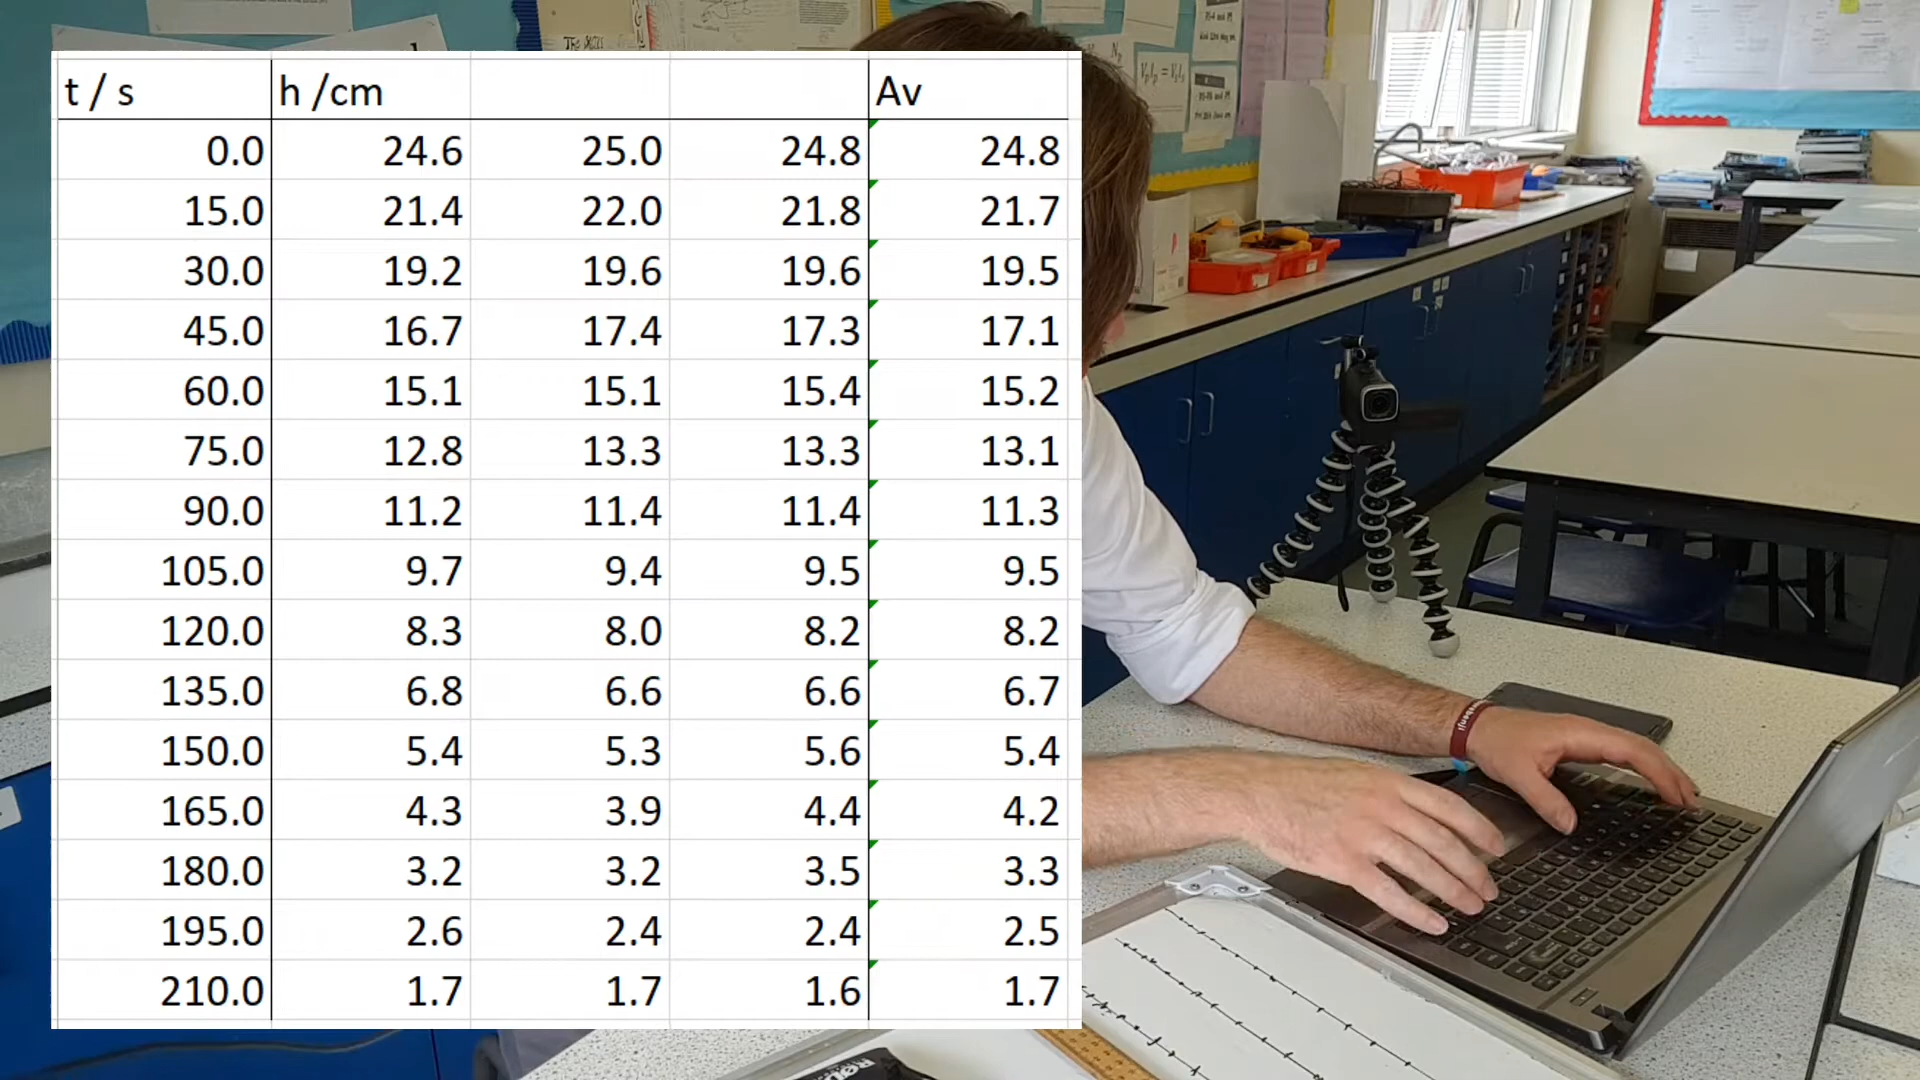 t / s h /cm Av
0.0 24.6 25.0 24.8 24.8
15.0 21.4 22.0 21.8 21.7
30.0 19.2 19.6 19.6 19.5
45.0 16.7 17.4 17.3 17.1
60.0 15.1 15.1 15.4 15.2
75.0 12.8 13.3 13.3 13.1
90.0 11.2 11.4 11.4 11.3
105.0 9.7 9.4 9.5 9.5
120.0 8.3 8.0 8.2 8.2
135.0 6.8 6.6 6.6 6.7
150.0 5.4 5.3 5.6 5.4
165.0 4.3 3.9 4.4 4.2
180.0 3.2 3.2 3.5 3.3
195.0 2.6 2.4 2.4 2.5
210.0 1.7 1.7 1.6 1.7